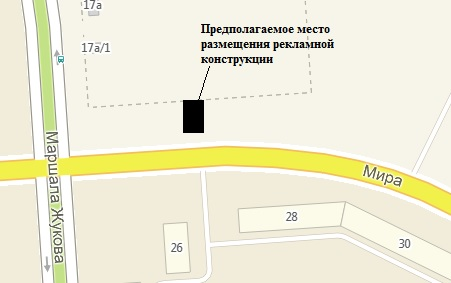 17а
Предполагаемое место
размещения рекламной
конструкции
17а/1
Маршала Жукова
Мира
28
26
30